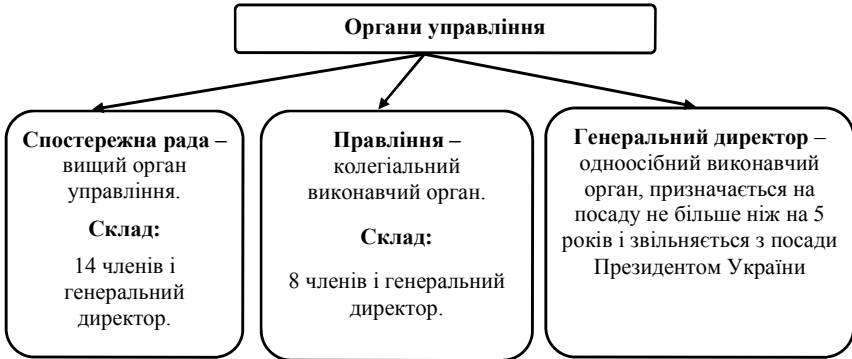 Органи управління
Спостережна рада –
вищий орган
управління.
Склад:
14 членів і
генеральний
директор.
Правління –
колегіальний
виконавчий орган.
Склад:
8 членів і генеральний
директор.
Генеральний директор –
одноосібний виконавчий
орган, призначається на
посаду не більше ніж на 5
років і звільняється з посади
Президентом України